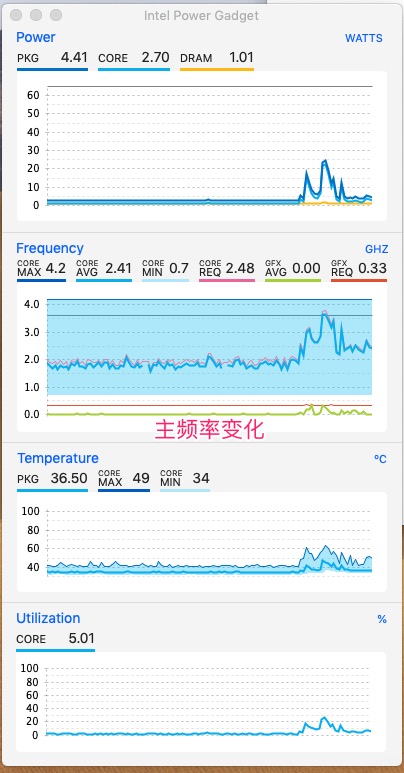 Intel Power Gadget
Power WATTS
PKG 4.41 CORE 2.70 DRAM 1.01
60
50
40
30
20
10
0
Frequency GHZ
CORE MAX 4.2 CORE AVG 2.41 CORE MIN 0.7 CORE REQ 2.48 GFX AVG 0.00 GFX REQ 0.33
4.0
3.0
2.0
1.0
0.0
主频率变化
Temperature ºC
PKG 36.50 CORE MAX 49 CORE MIN 34
100
80
60
40
Utilization %
CORE 5.01
100
80
60
40
20
0